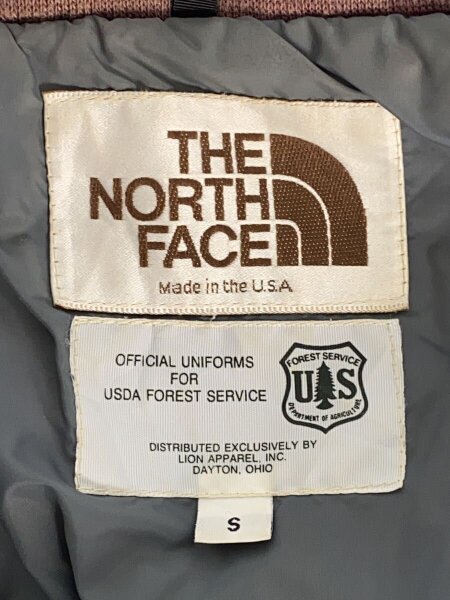 THE
NORTH
FACE
Made in the U.S.A.
OFFICIAL UNIFORMS
FOR
USDA FOREST SERVICE
FOREST SERVICE
U S
DEPARTMENT OF AGRICULTURE
DISTRIBUTED EXCLUSIVELY BY
LION APPAREL, INC.
DAYTON, OHIO
S